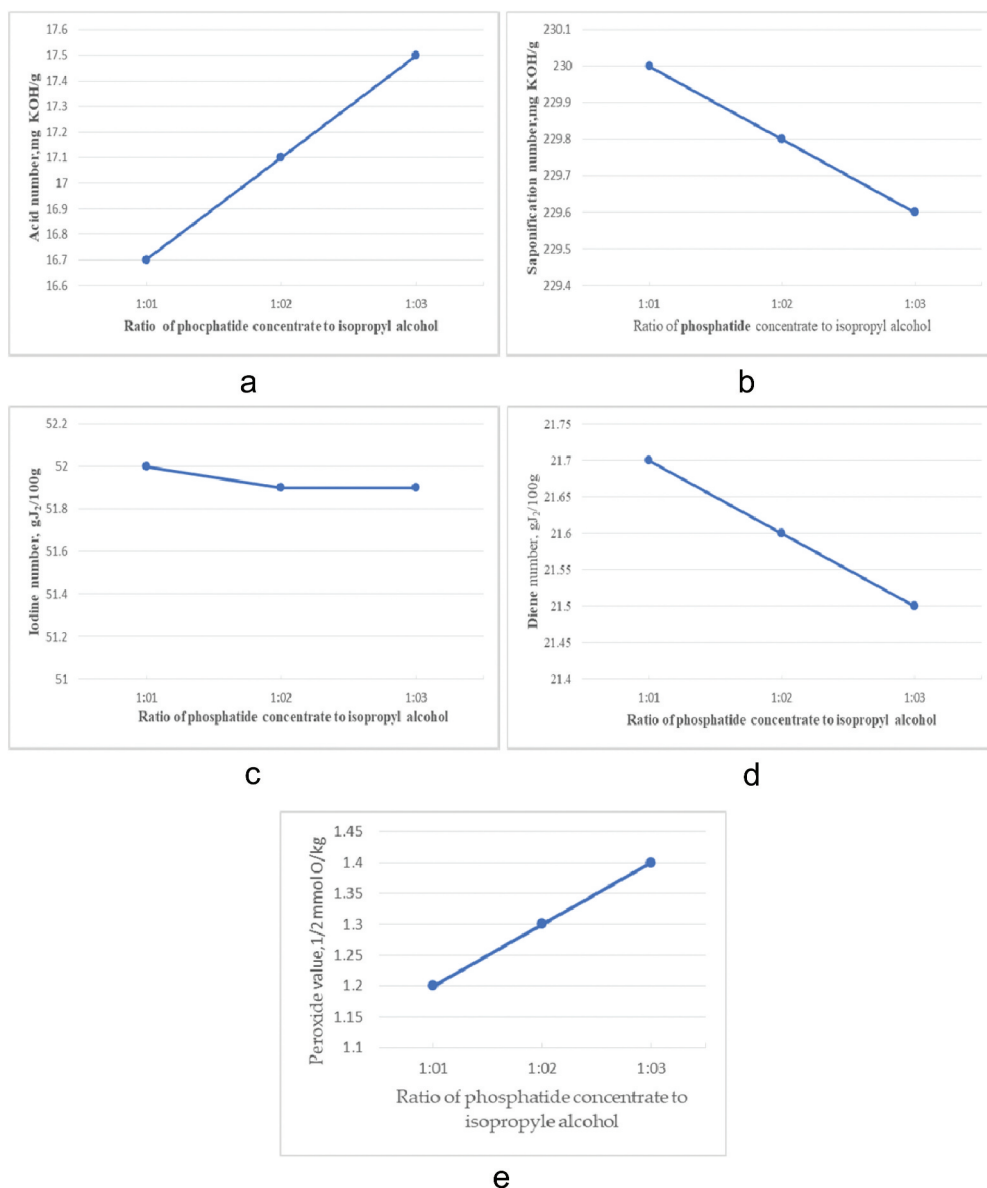 17.6
17.5
17.4
17.3
17.2
17.1
17
16.9
16.8
16.7
16.6
Acid number,mg KOH/g
1:01 1:02 1:03
Ratio of phocphatide concentrate to isopropyl alcohol
a
230.1
230
229.9
229.8
229.7
229.6
229.5
229.4
Saponification number,mg KOH/g
1:01 1:02 1:03
Ratio of phosphatide concentrate to isopropyl alcohol
b
52.2
52
51.8
51.6
51.4
51.2
51
Iodine number, gJ₂/100g
1:01 1:02 1:03
Ratio of phosphatide concentrate to isopropyl alcohol
c
21.75
21.7
21.65
21.6
21.55
21.5
21.45
21.4
Diene number, gJ₂/100g
1:01 1:02 1:03
Ratio of phosphatide concentrate to isopropyl alcohol
d
1.45
1.4
1.35
1.3
1.25
1.2
1.15
1.1
Peroxide value,1/2 mmol O/kg
1:01 1:02 1:03
Ratio of phosphatide concentrate to
isopropyle alcohol
e